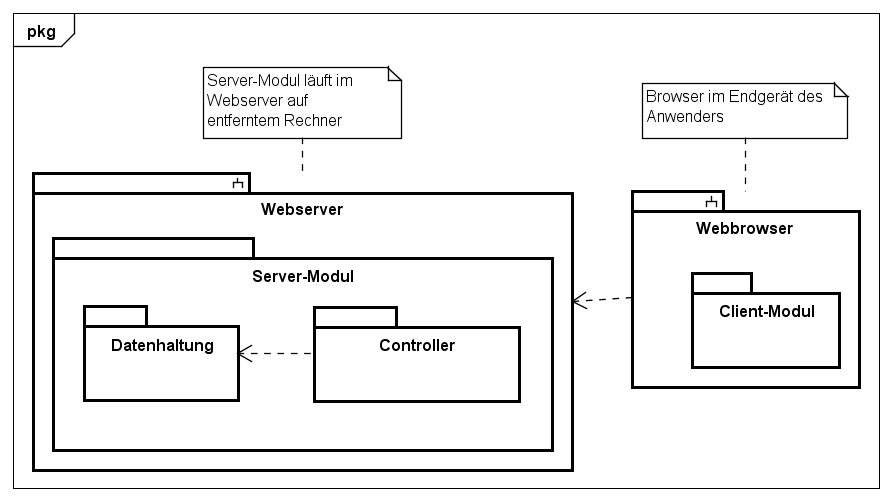 pkg
Server-Modul läuft im
Webserver auf
entferntem Rechner
Browser im Endgerät des
Anwenders
Webserver
Webbrowser
Server-Modul
Client-Modul
Datenhaltung
Controller